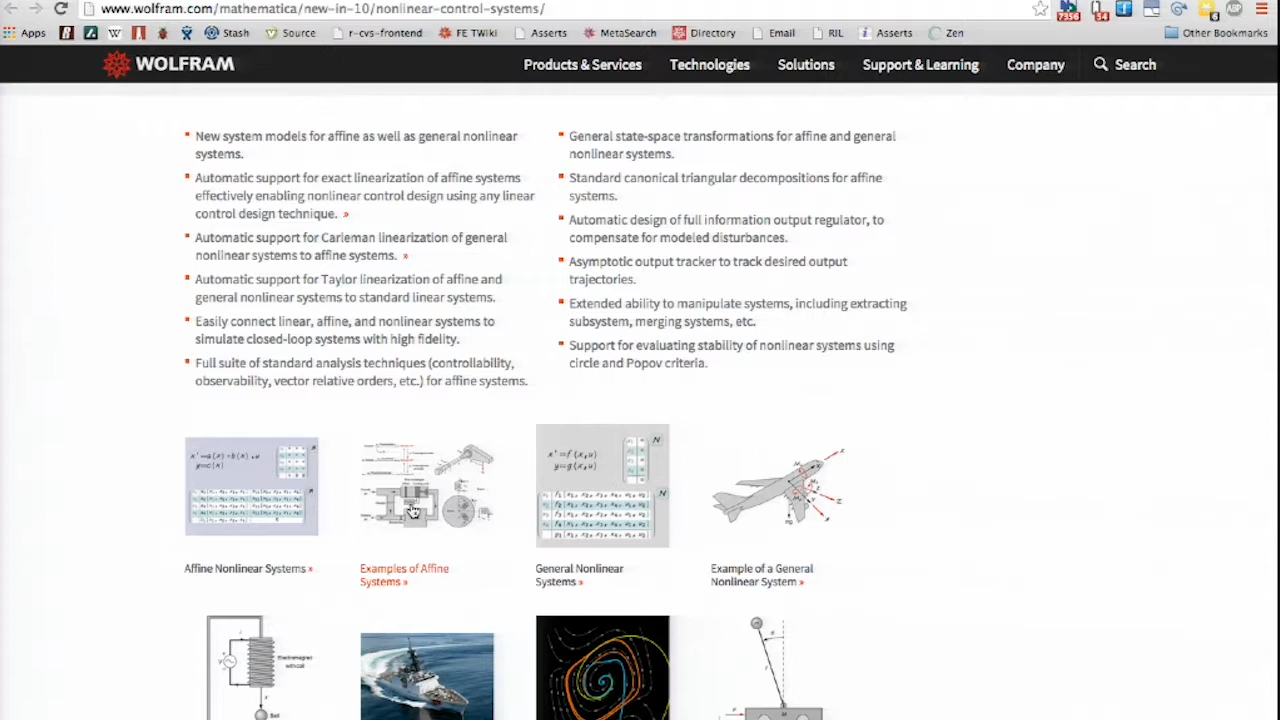 www.wolfram.com/mathematica/new-in-10/nonlinear-control-systems/
7356
54
6
ABP
Apps
Stash
Source
r-cvs-frontend
FE TWiki
Asserts
MetaSearch
Directory
Email
RIL
Asserts
Zen
Other Bookmarks
WOLFRAM
Products & Services
Technologies
Solutions
Support & Learning
Company
Search
New system models for affine as well as general nonlinear
systems.
Automatic support for exact linearization of affine systems
effectively enabling nonlinear control design using any linear
control design technique. »
Automatic support for Carleman linearization of general
nonlinear systems to affine systems. »
Automatic support for Taylor linearization of affine and
general nonlinear systems to standard linear systems.
Easily connect linear, affine, and nonlinear systems to
simulate closed-loop systems with high fidelity.
Full suite of standard analysis techniques (controllability,
observability, vector relative orders, etc.) for affine systems.
General state-space transformations for affine and general
nonlinear systems.
Standard canonical triangular decompositions for affine
systems.
Automatic design of full information output regulator, to
compensate for modeled disturbances.
Asymptotic output tracker to track desired output
trajectories.
Extended ability to manipulate systems, including extracting
subsystem, merging systems, etc.
Support for evaluating stability of nonlinear systems using
circle and Popov criteria.
x'=f(x,u)
y=g(x,u)
N
N
Affine Nonlinear Systems »
Examples of Affine
Systems »
General Nonlinear
Systems »
Example of a General
Nonlinear System »
Electromagnet
with coil
Ball